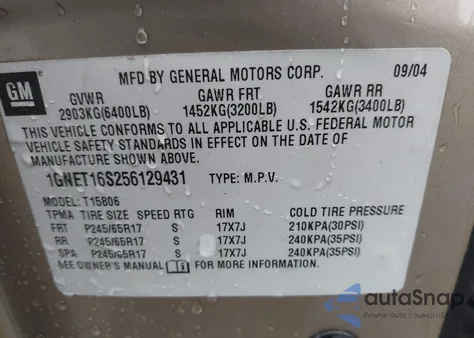 GM
MFD BY GENERAL MOTORS CORP. 09/04
GVWR GAWR FRT GAWR RR
2903KG(6400LB) 1452KG(3200LB) 1542KG(3400LB)
THIS VEHICLE CONFORMS TO ALL APPLICABLE U.S. FEDERAL MOTOR
VEHICLE SAFETY STANDARDS IN EFFECT ON THE DATE OF
MANUFACTURE SHOWN ABOVE.
1GNET16S256129431 TYPE: M.P.V.
MODEL: T15806
TPMA TIRE SIZE SPEED RTG RIM COLD TIRE PRESSURE
FRT P245/65R17 S 17X7J 210KPA(30PSI)
RR P245/65R17 S 17X7J 240KPA(35PSI)
SPA P245/65R17 S 17X7J 240KPA(35PSI)
SEE OWNER'S MANUAL FOR MORE INFORMATION
autoSnap
Pewne auto z USA